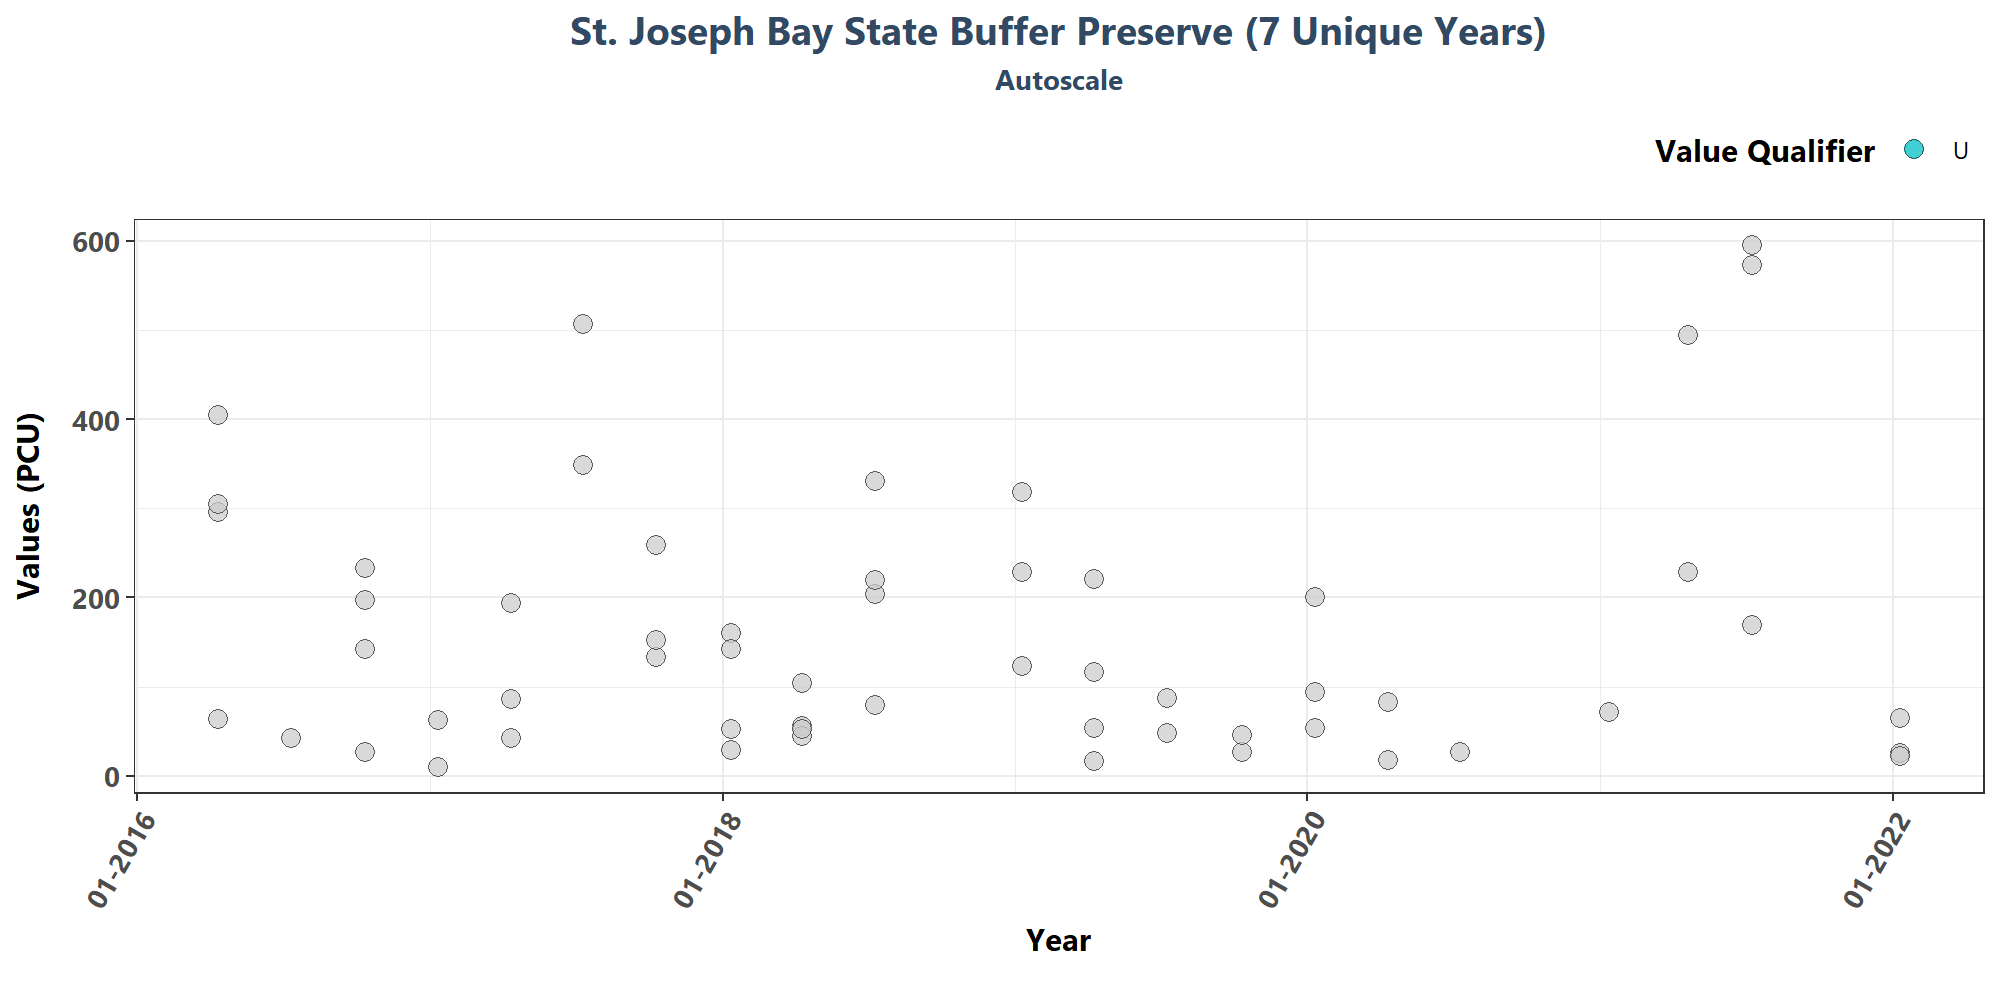 St. Joseph Bay State Buffer Preserve (7 Unique Years)
Autoscale
Value Qualifier U
Values (PCU)
600
400
200
0
01-2016
01-2018
01-2020
01-2022
Year